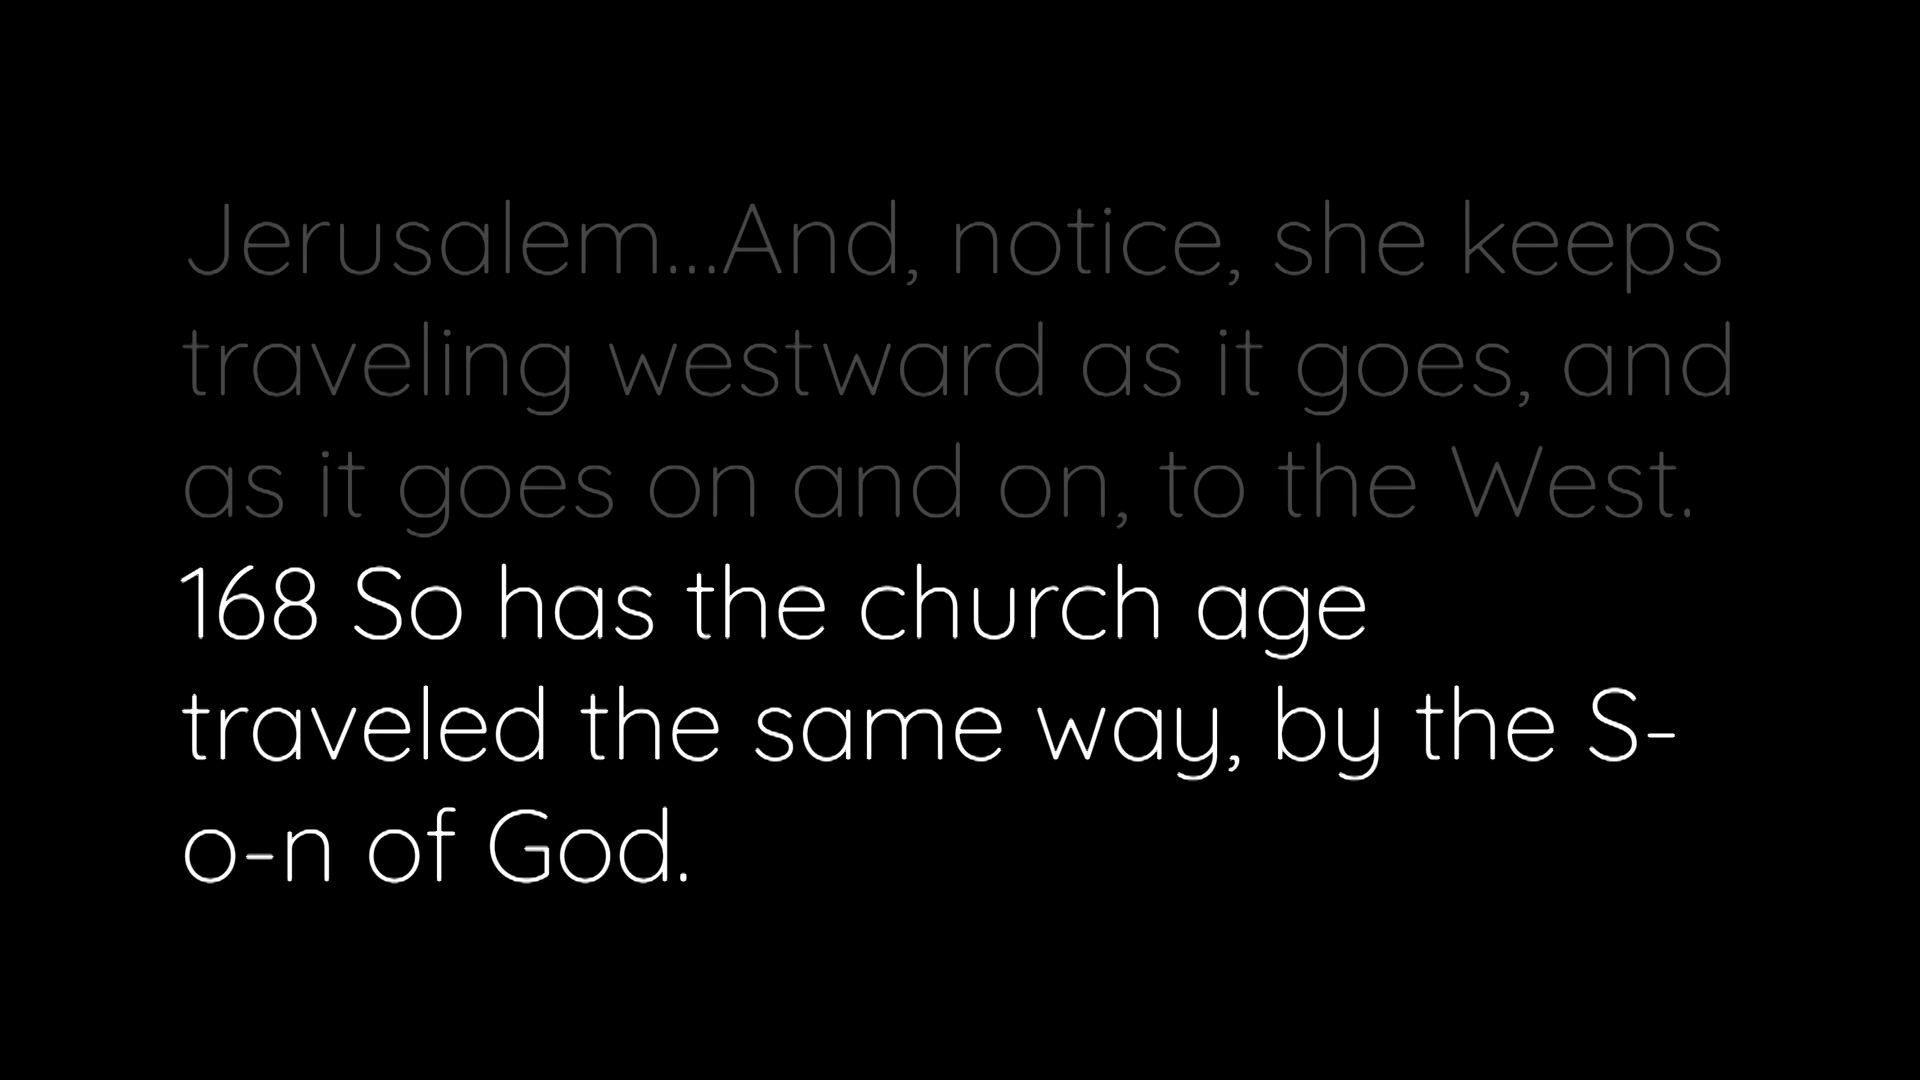 Jerusalem...And, notice, she keeps
traveling westward as it goes, and
as it goes on and on, to the West.
168 So has the church age
traveled the same way, by the S-
o-n of God.